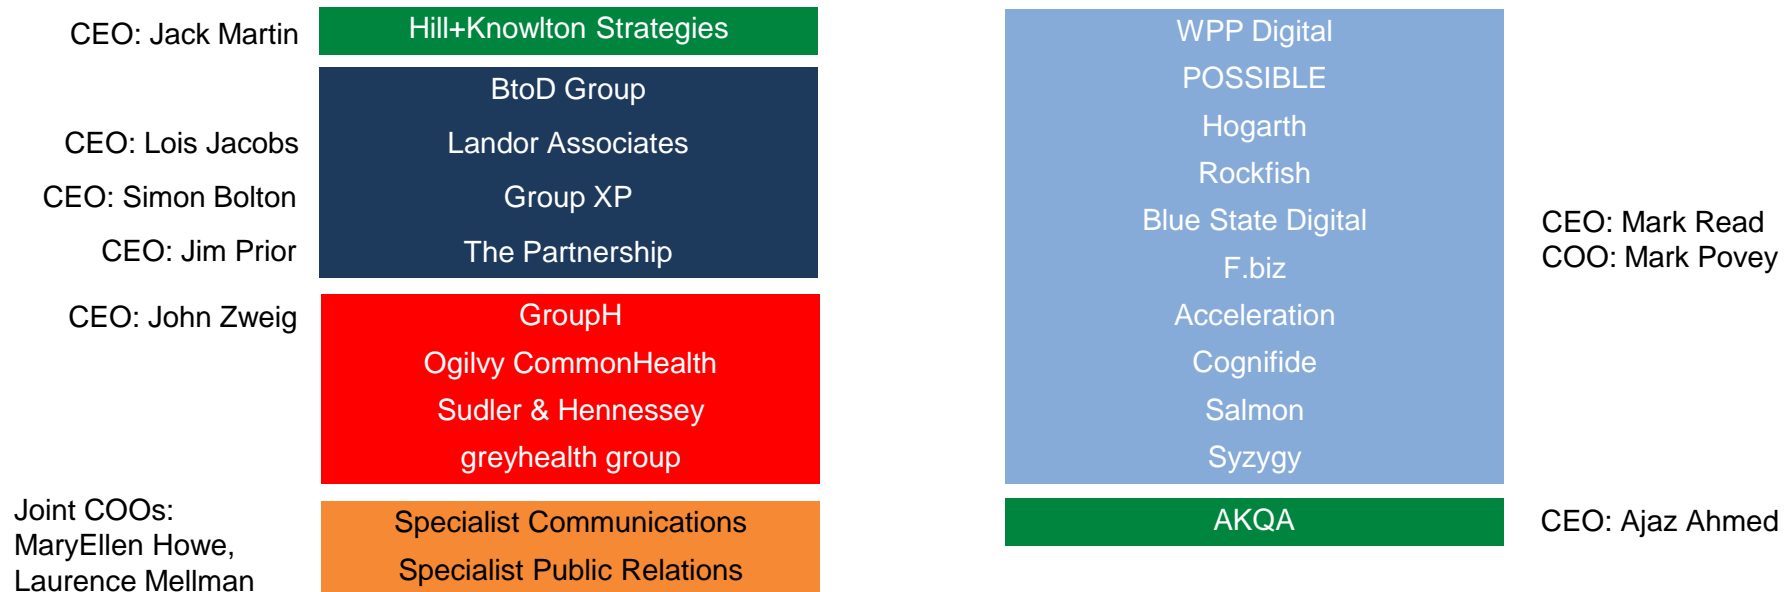 CEO: Jack Martin
Hill+Knowlton Strategies
BtoD Group
CEO: Lois Jacobs
Landor Associates
CEO: Simon Bolton
Group XP
CEO: Jim Prior
The Partnership
CEO: John Zweig
GroupH
Ogilvy CommonHealth
Sudler & Hennessey
greyhealth group
Joint COOs:
MaryEllen Howe,
Laurence Mellman
Specialist Communications
Specialist Public Relations
WPP Digital
POSSIBLE
Hogarth
Rockfish
Blue State Digital
F.biz
Acceleration
Cognifide
Salmon
Syzygy
CEO: Mark Read
COO: Mark Povey
AKQA
CEO: Ajaz Ahmed